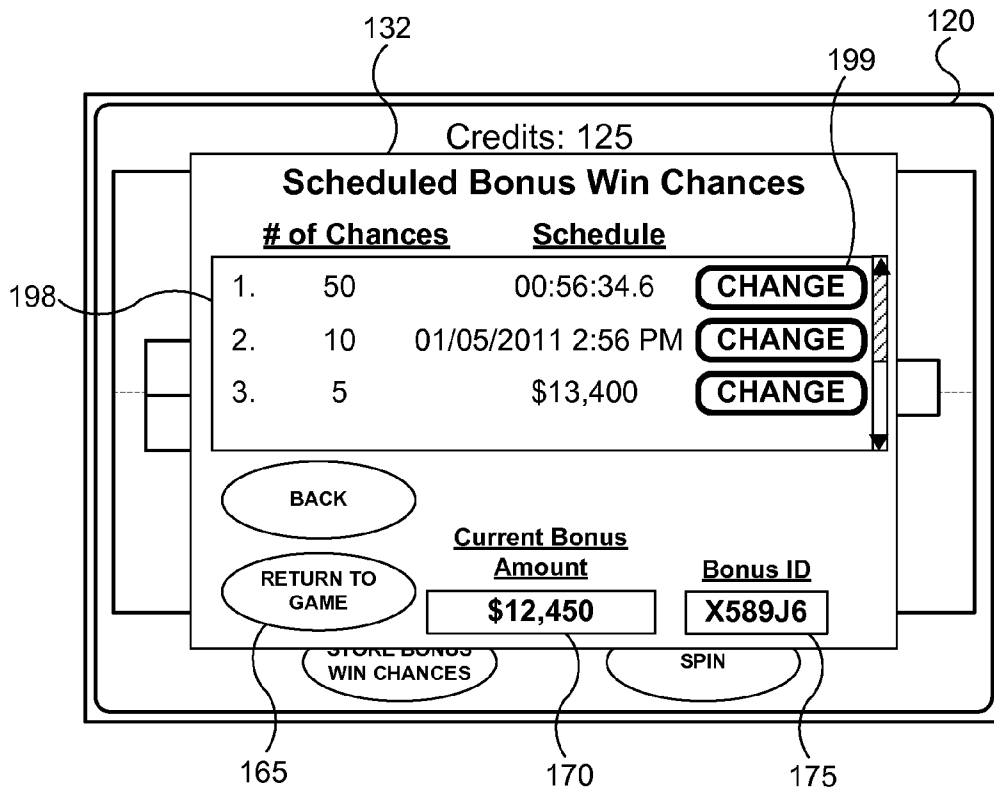 132
120
199
Credits: 125
Scheduled Bonus Win Chances
# of Chances Schedule
198
1. 50 00:56:34.6 CHANGE
2. 10 01/05/2011 2:56 PM CHANGE
3. 5 $13,400 CHANGE
BACK
RETURN TO
GAME
Current Bonus
Amount
$12,450
Bonus ID
X589J6
STORE BONUS
WIN CHANCES
SPIN
165
170
175